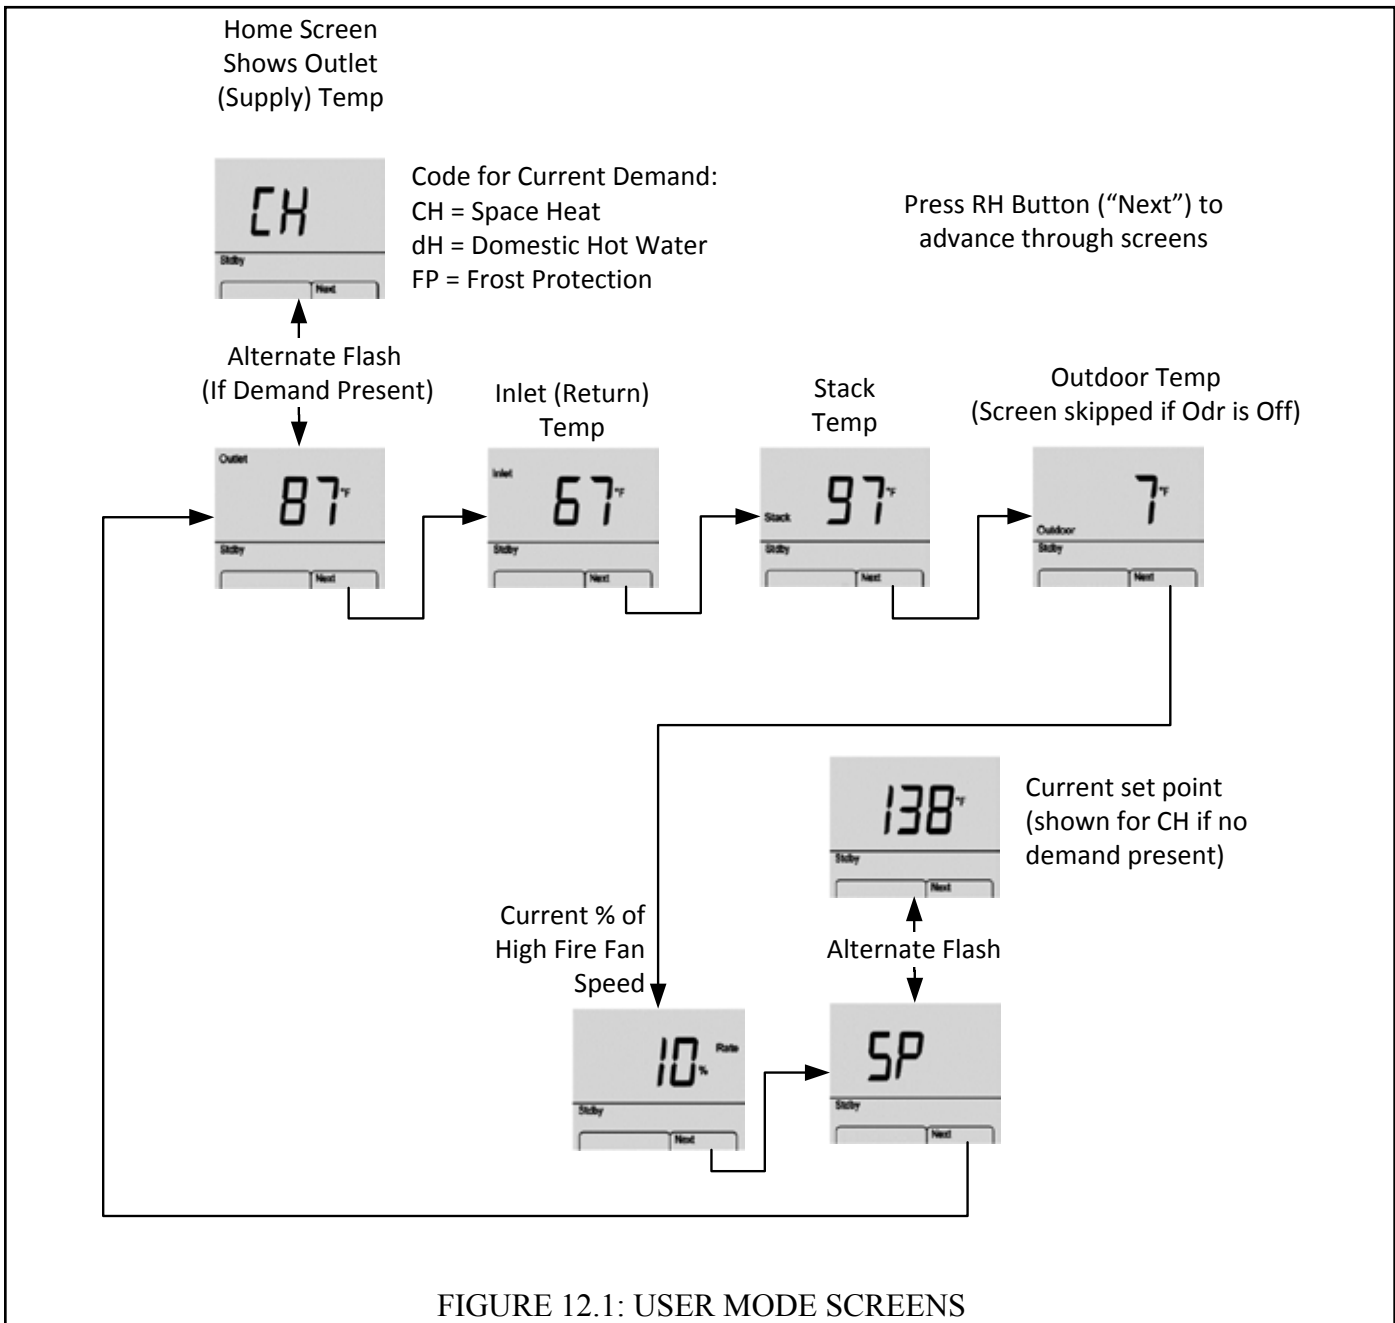 Home Screen
Shows Outlet
(Supply) Temp
CH
Stdby
Next
Code for Current Demand:
CH = Space Heat
dH = Domestic Hot Water
FP = Frost Protection
Press RH Button (“Next”) to
advance through screens
Alternate Flash
(If Demand Present)
Outlet
87°F
Stdby
Next
Inlet (Return)
Temp
Inlet
67°F
Stdby
Next
Stack
Temp
Stack
97°F
Stdby
Next
Outdoor Temp
(Screen skipped if Odr is Off)
7°F
Outdoor
Stdby
Next
138°F
Stdby
Next
Current set point
(shown for CH if no
demand present)
Alternate Flash
Current % of
High Fire Fan
Speed
10% Rate
Stdby
Next
SP
Stdby
Next
FIGURE 12.1: USER MODE SCREENS